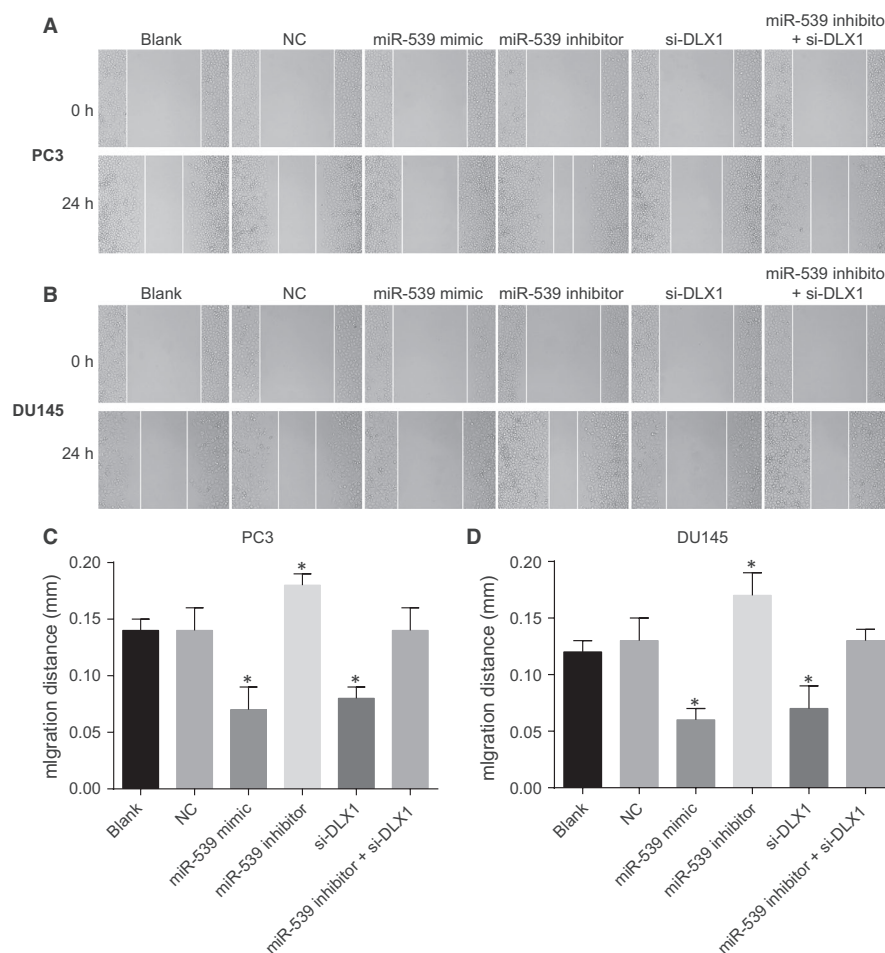 A
Blank NC miR-539 mimic miR-539 inhibitor si-DLX1 miR-539 inhibitor
+ si-DLX1
0 h
PC3
24 h
B
Blank NC miR-539 mimic miR-539 inhibitor si-DLX1 miR-539 inhibitor
+ si-DLX1
0 h
DU145
24 h
C PC3
mIgration distance (mm)
0.20
0.15
0.10
0.05
0.00
* * *
Blank
NC
miR-539 mimic
miR-539 inhibitor
si-DLX1
miR-539 inhibitor + si-DLX1
D DU145
mIgration distance (mm)
0.20
0.15
0.10
0.05
0.00
* * *
Blank
NC
miR-539 mimic
miR-539 inhibitor
si-DLX1
miR-539 inhibitor + si-DLX1